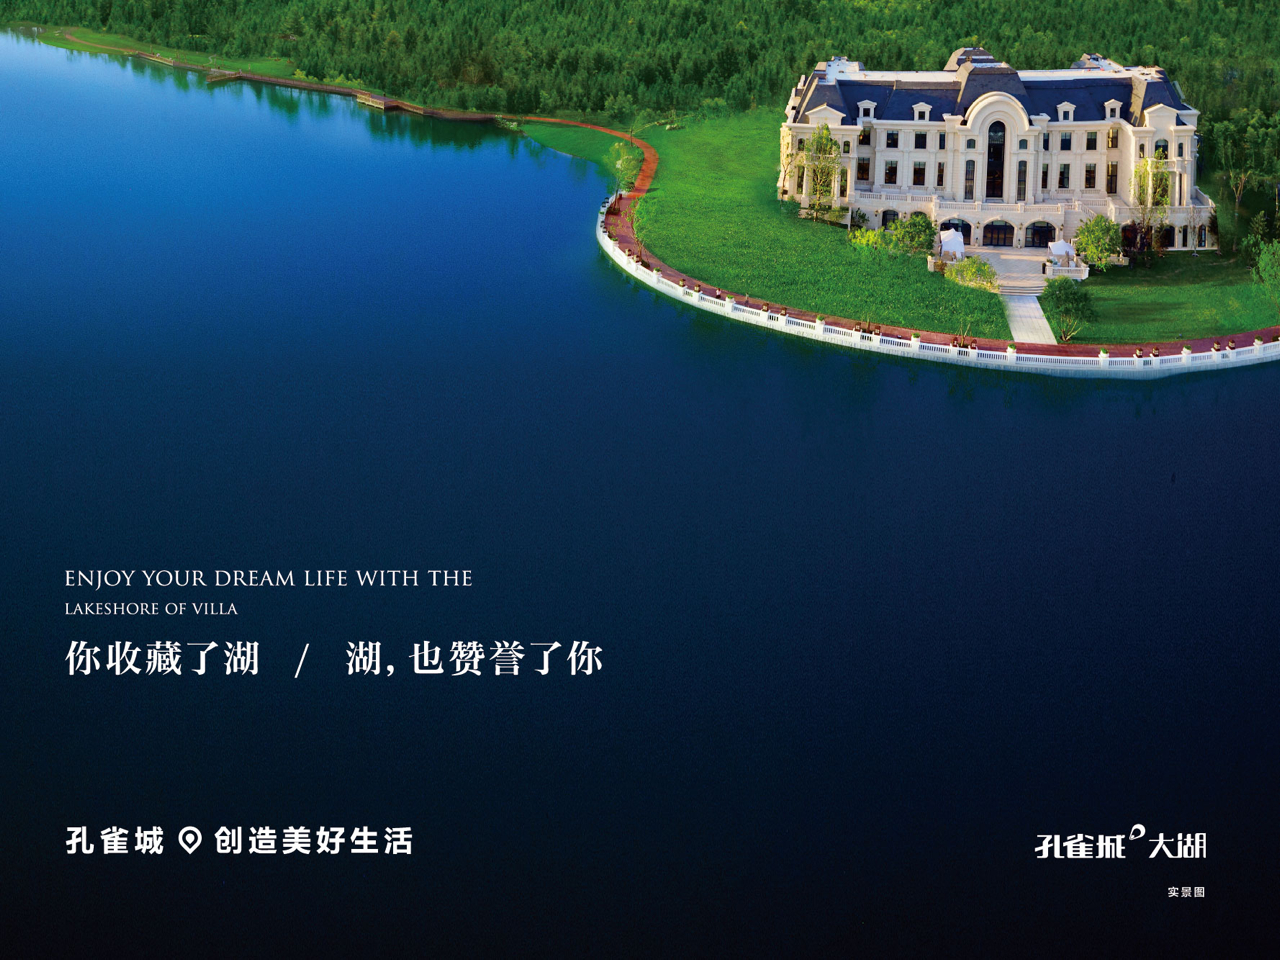 ENJOY YOUR DREAM LIFE WITH THE
LAKESHORE OF VILLA
你收藏了湖 / 湖,也赞誉了你
孔雀城 创造美好生活
孔雀城 大湖
实景图